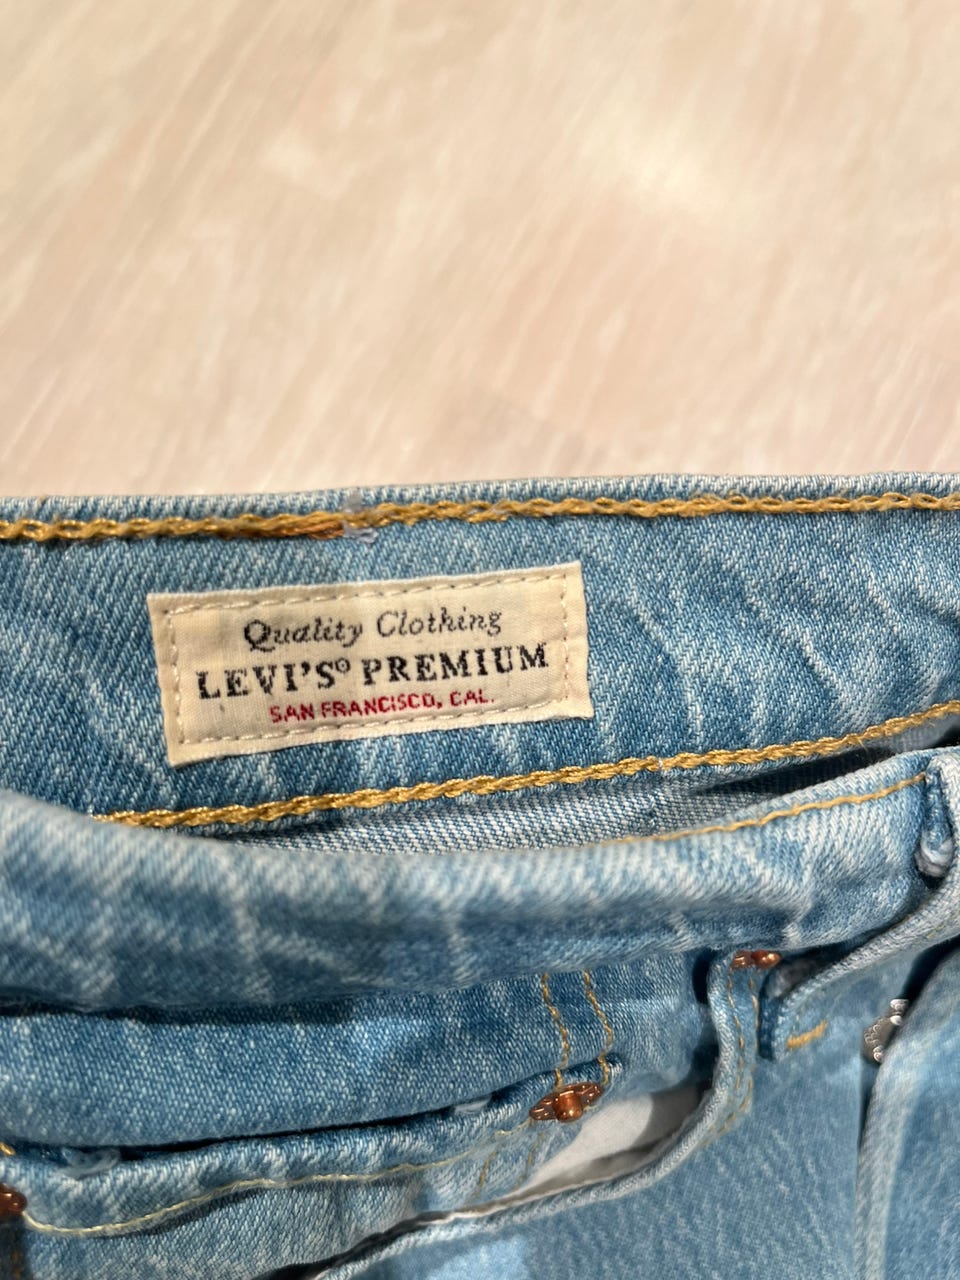 Quality Clothing
LEVI'S® PREMIUM
SAN FRANCISCO, CAL.